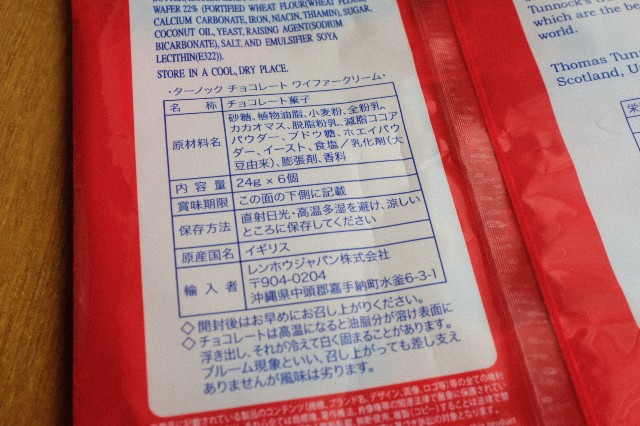 WAFER 22% (FORTIFIED WHEAT FLOUR(WHEAT FLOUR,
CALCIUM CARBONATE, IRON, NIACIN, THIAMIN), SUGAR,
COCONUT OIL, YEAST, RAISING AGENT(SODIUM
BICARBONATE), SALT, AND EMULSIFIER SOYA
LECITHIN(E322)).
STORE IN A COOL, DRY PLACE.
・ターノック チョコレート ワイファークリーム・
名 称 チョコレート菓子
原材料名 砂糖、植物油脂、小麦粉、全粉乳、
カカオマス、脱脂粉乳、減脂ココア
パウダー、ブドウ糖、ホエイパウ
ダー、イースト、食塩/乳化剤(大
豆由来)、膨張剤、香料
内 容 量 24g×6個
賞味期限 この面の下側に記載
保存方法 直射日光・高温多湿を避け、涼しい
ところに保存してください
原産国名 イギリス
輸 入 者 レンホウジャパン株式会社
〒904-0204
沖縄県中頭郡嘉手納町水釜6-3-1
◇開封後はお早めにお召し上がりください。
◇チョコレートは高温になると油脂分が溶け表面に
浮き出し、それが冷えて白く固まることがあります。
ブルーム現象といい、召し上がっても差し支え
ありませんが風味は劣ります。
Tunnock's
which are the
world.
Thomas
Scotland,